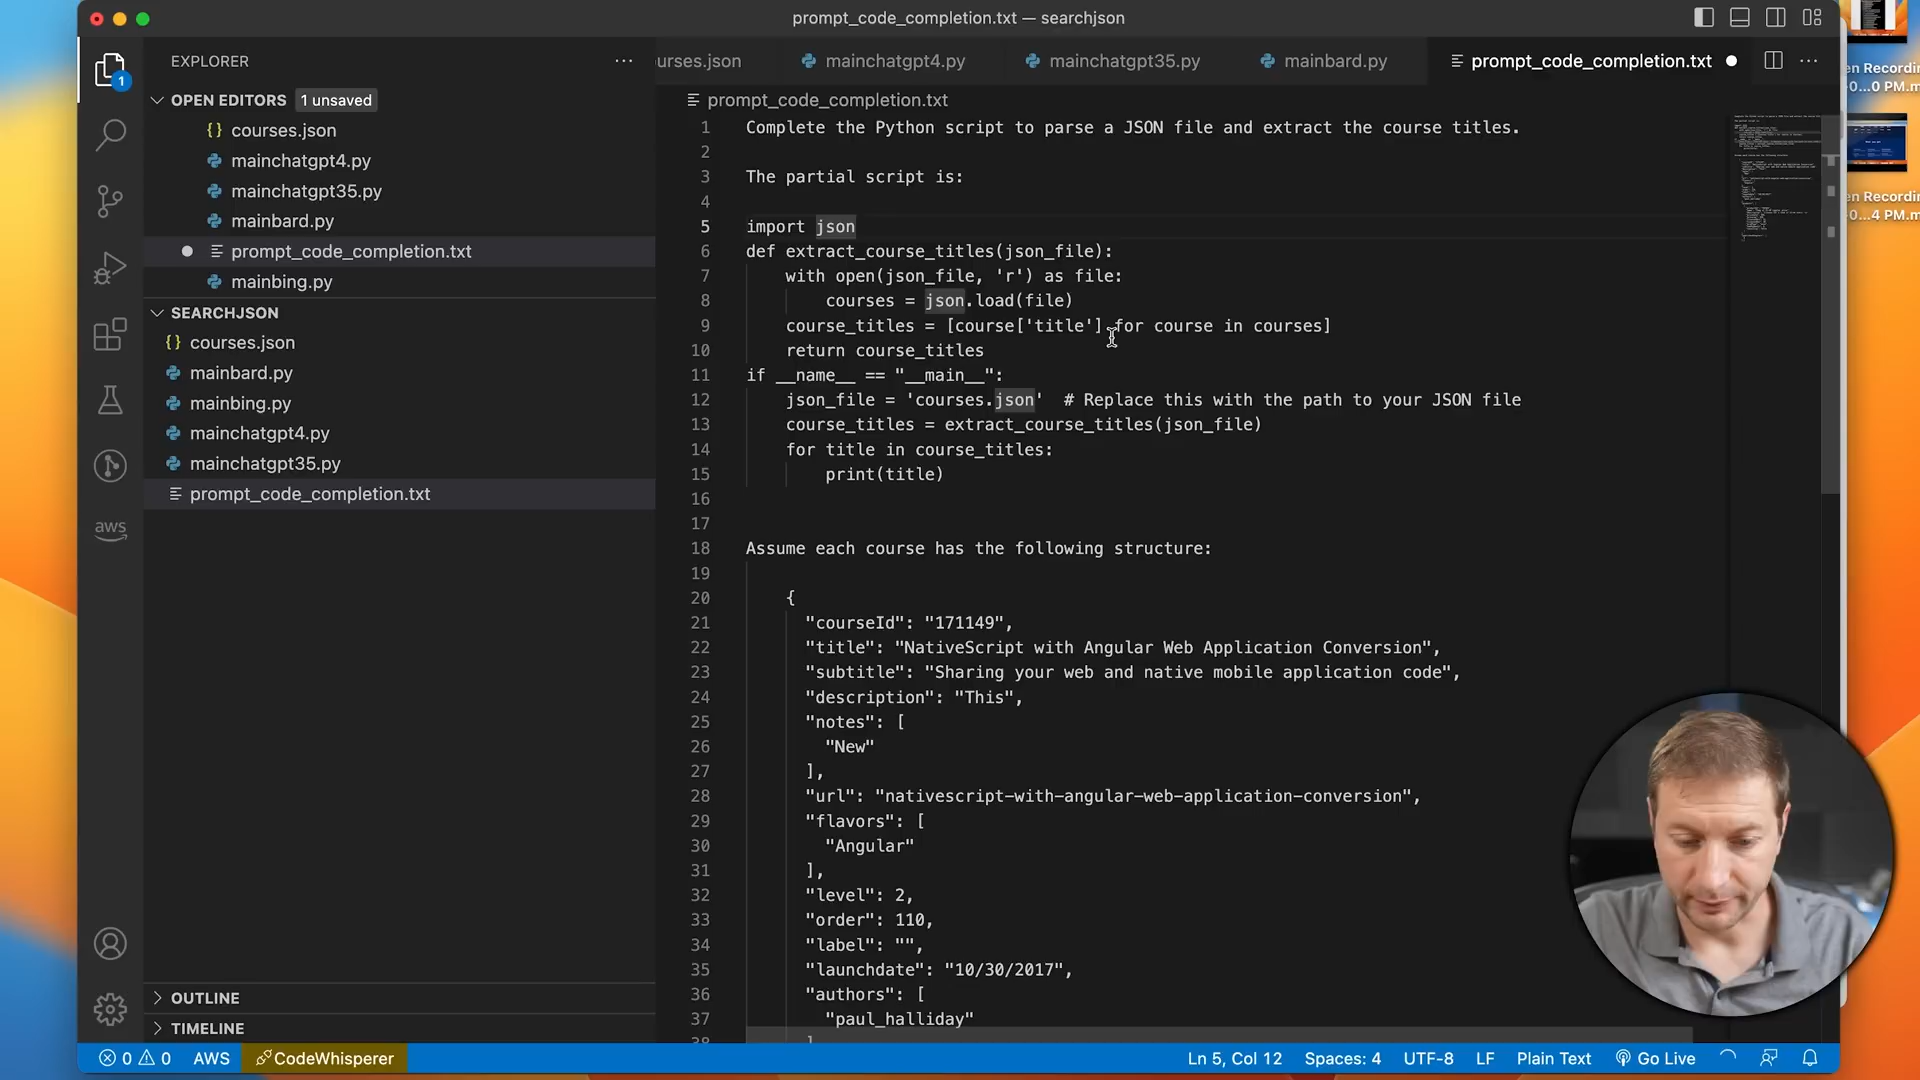 prompt_code_completion.txt — searchjson
EXPLORER
urses.json
mainchatgpt4.py
mainchatgpt35.py
mainbard.py
prompt_code_completion.txt
1
OPEN EDITORS
1 unsaved
courses.json
mainchatgpt4.py
mainchatgpt35.py
mainbard.py
prompt_code_completion.txt
mainbing.py
SEARCHJSON
courses.json
mainbard.py
mainbing.py
mainchatgpt4.py
mainchatgpt35.py
prompt_code_completion.txt
aws
OUTLINE
TIMELINE
prompt_code_completion.txt
1 Complete the Python script to parse a JSON file and extract the course titles.
2
3 The partial script is:
4
5 import json
6 def extract_course_titles(json_file):
7 with open(json_file, 'r') as file:
8 courses = json.load(file)
9 course_titles = [course['title'] for course in courses]
10 return course_titles
11 if __name__ == "__main__":
12 json_file = 'courses.json' # Replace this with the path to your JSON file
13 course_titles = extract_course_titles(json_file)
14 for title in course_titles:
15 print(title)
16
17
18 Assume each course has the following structure:
19
20 {
21 "courseId": "171149",
22 "title": "NativeScript with Angular Web Application Conversion",
23 "subtitle": "Sharing your web and native mobile application code",
24 "description": "This",
25 "notes": [
26 "New"
27 ],
28 "url": "nativescript-with-angular-web-application-conversion",
29 "flavors": [
30 "Angular"
31 ],
32 "level": 2,
33 "order": 110,
34 "label": "",
35 "launchdate": "10/30/2017",
36 "authors": [
37 "paul_halliday"
0 0 AWS CodeWhisperer
Ln 5, Col 12 Spaces: 4 UTF-8 LF Plain Text Go Live
en Recording
0...0 PM.m
en Recording
0...4 PM.m